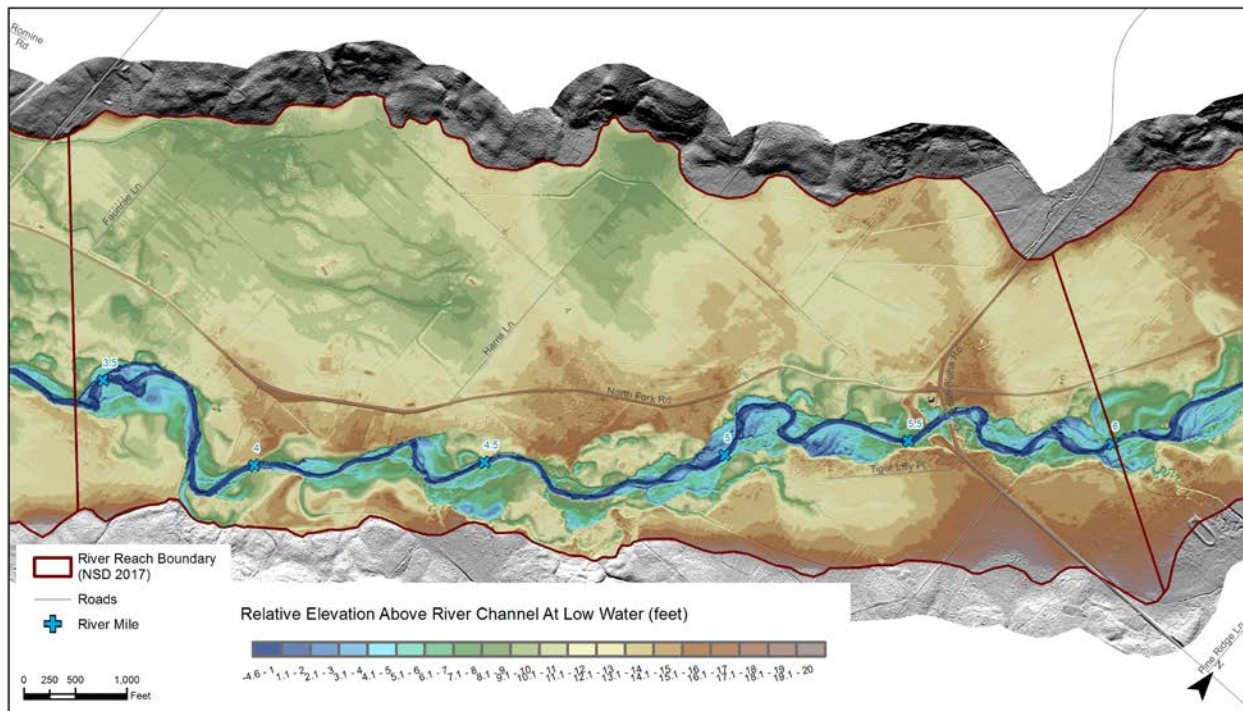 Romine
Rd
Harris Ln
3.5
4
4.5
5
5.5
6
North Fork Rd
Tiger Lily Pl
River Reach Boundary
(NSD 2017)
Roads
River Mile
0 250 500 1,000
Feet
Relative Elevation Above River Channel At Low Water (feet)
-4.6 - 1
1.1 - 2
2.1 - 3
3.1 - 4
4.1 - 5
5.1 - 6
6.1 - 7
7.1 - 8
8.1 - 9
9.1 - 10
10.1 - 11
11.1 - 12
12.1 - 13
13.1 - 14
14.1 - 15
15.1 - 16
16.1 - 17
17.1 - 18
18.1 - 19
19.1 - 20
Pine Ridge Ln
N